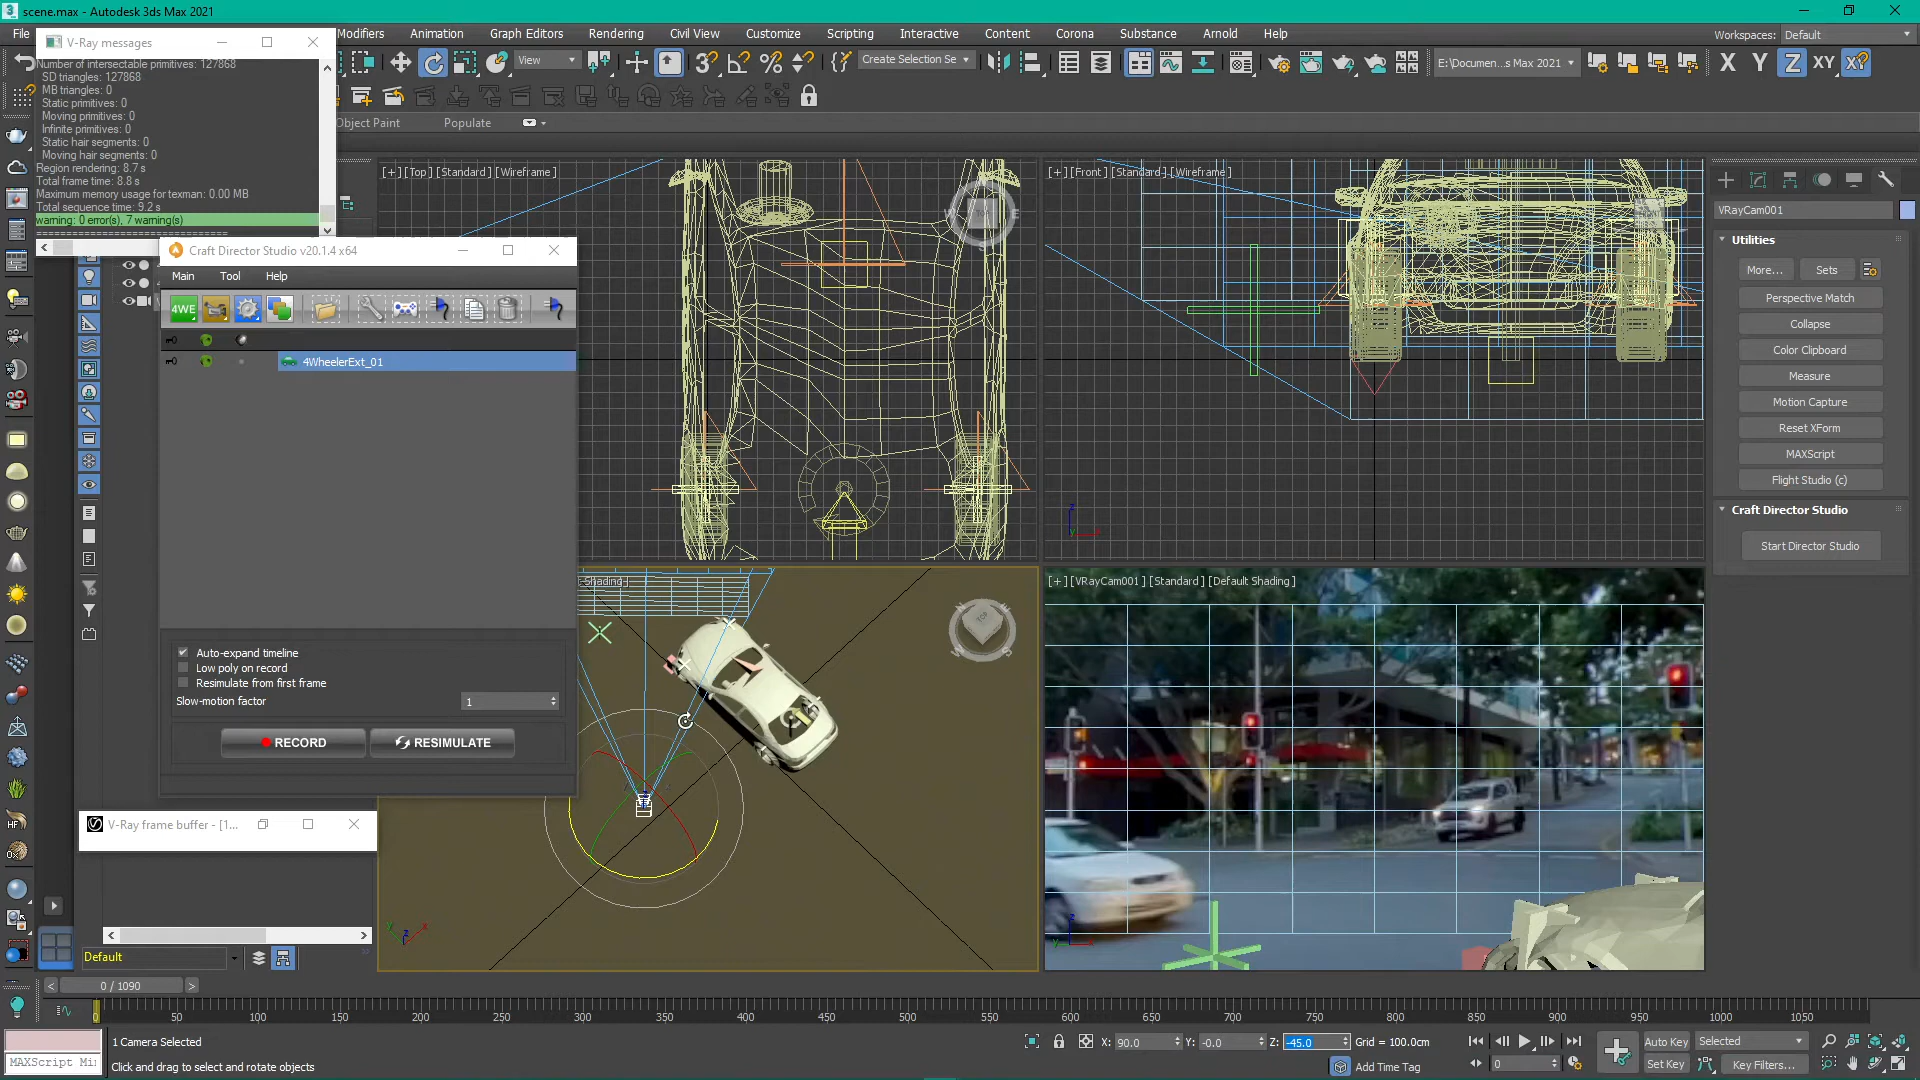 scene.max - Autodesk 3ds Max 2021
File
Modifiers
Animation
Graph Editors
Rendering
Civil View
Customize
Scripting
Interactive
Content
Corona
Substance
Arnold
Help
Workspaces: Default
V-Ray messages
View
Create Selection Se
E:\Documen...s Max 2021
X
Y
Z
XY
Number of intersectable primitives: 127868
SD triangles: 127868
MB triangles: 0
Static primitives: 0
Moving primitives: 0
Infinite primitives: 0
Static hair segments: 0
Moving hair segments: 0
Region rendering: 8.7 s
Total frame time: 8.8 s
Maximum memory usage for texman: 0.00 MB
Total sequence time: 9.2 s
warning: 0 error(s), 7 warning(s)
Object Paint
Populate
[+] [Top] [Standard] [Wireframe]
[+] [Front] [Standard] [Wireframe]
VRayCam001
Utilities
More...
Sets
Perspective Match
Collapse
Color Clipboard
Measure
Motion Capture
Reset XForm
MAXScript
Flight Studio (c)
Craft Director Studio
Start Director Studio
Craft Director Studio v20.1.4 x64
Main
Tool
Help
4WE
4WheelerExt_01
Auto-expand timeline
Low poly on record
Resimulate from first frame
Slow-motion factor
1
RECORD
RESIMULATE
t Shading]
[+] [VRayCam001] [Standard] [Default Shading]
V-Ray frame buffer - [1...
Default
0 / 1090
50
100
150
200
250
300
350
400
450
500
550
600
650
700
750
800
850
900
950
1000
1050
MAXScript Mi
1 Camera Selected
Click and drag to select and rotate objects
X: 90.0
Y: -0.0
Z: -45.0
Grid = 100.0cm
Add Time Tag
0
Auto Key
Selected
Set Key
Key Filters...